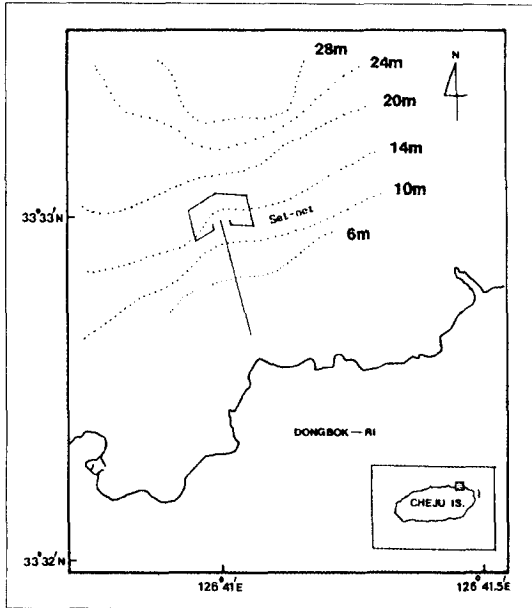 28m
24m
N
20m
14m
33°33'N
Set-net
10m
6m
DONGBOK-RI
CHEJU IS.
33°32'N
126°41'E
126°41.5E